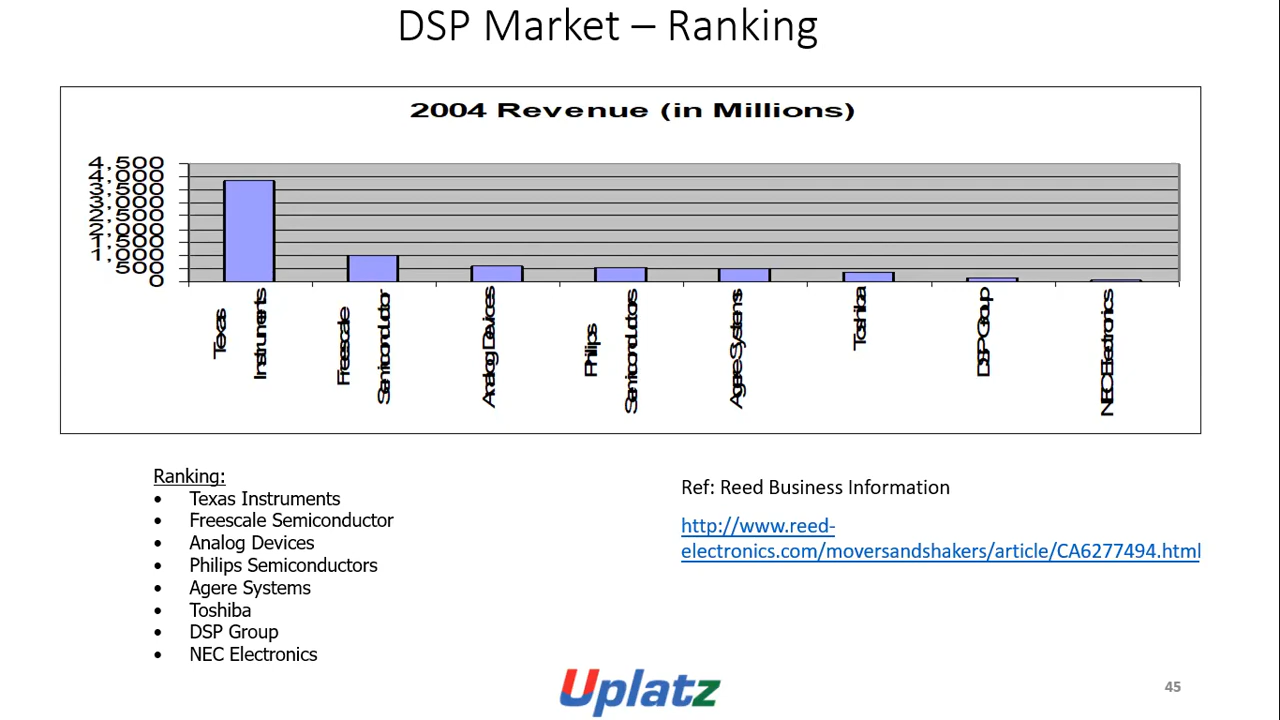 DSP Market – Ranking
2004 Revenue (in Millions)
4,500
4,000
3,500
3,000
2,500
2,000
1,500
1,000
500
0
Texas
Instruments
Freescale
Semiconductor
Analog Devices
Philips
Semiconductors
Agere Systems
Toshiba
DSP Group
NEC Electronics
Ranking:
• Texas Instruments
• Freescale Semiconductor
• Analog Devices
• Philips Semiconductors
• Agere Systems
• Toshiba
• DSP Group
• NEC Electronics
Ref: Reed Business Information
http://www.reed-
electronics.com/moversandshakers/article/CA6277494.html
Uplatz
45